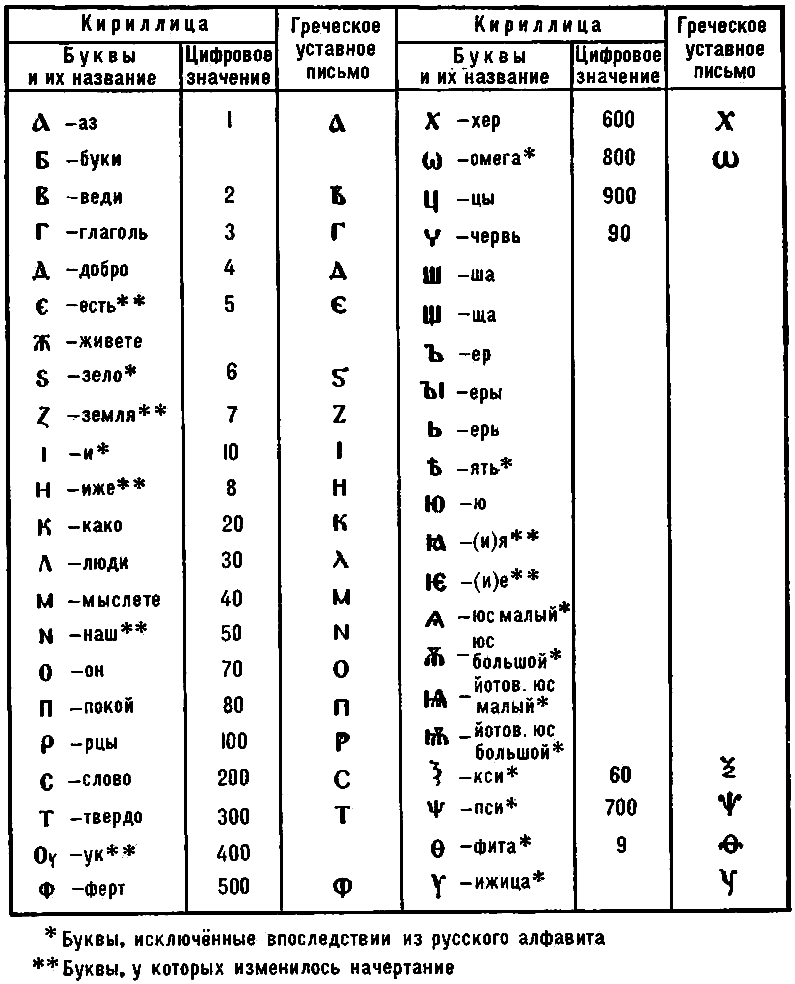 Кириллица Греческое уставное письмо Кириллица Греческое уставное письмо
Буквы и их название Цифровое значение Буквы и их название Цифровое значение
А –аз 1 А Х –хер 600 Х
Б –буки Ѡ –омега* 800 Ѡ
В –веди 2 В Ц –цы 900
Г –глаголь 3 Г Ч –червь 90
Д –добро 4 Д Ш –ша
Є –есть** 5 Є Щ –ща
Ж –живете Ъ –ер
Ѕ –зело* 6 Ѕ ЪІ –еры
Ζ –земля** 7 Ζ Ь –ерь
І –и* 10 І Ѣ –ять*
Н –иже** 8 Н Ю –ю
К –како 20 К Ꙗ –(и)я**
Л –люди 30 λ Ѥ –(и)е**
М –мыслете 40 М Ѧ –юс малый*
N –наш** 50 N Ѫ –юс большой*
О –он 70 О Ѩ –йотов. юс малый*
П –покой 80 П Ѭ –йотов. юс большой*
Р –рцы 100 Р Ѯ –кси* 60 Ξ
С –слово 200 С Ѱ –пси* 700 Ψ
Т –твердо 300 Т Ѳ –фита* 9 Θ
Оү –ук** 400 Ѵ –ижица* У
Ф –ферт 500 Ф
* Буквы, исключённые впоследствии из русского алфавита
** Буквы, у которых изменилось начертание